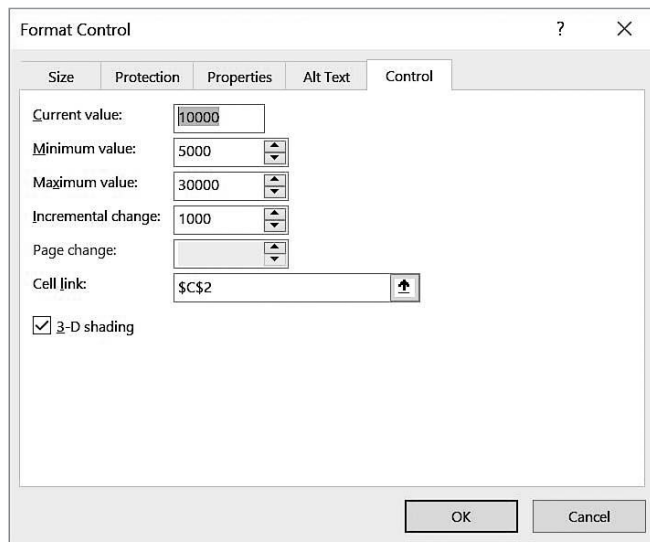 Format Control ?
Size Protection Properties Alt Text Control
Current value: 10000
Minimum value: 5000
Maximum value: 30000
Incremental change: 1000
Page change:
Cell link: $C$2
3-D shading
OK Cancel